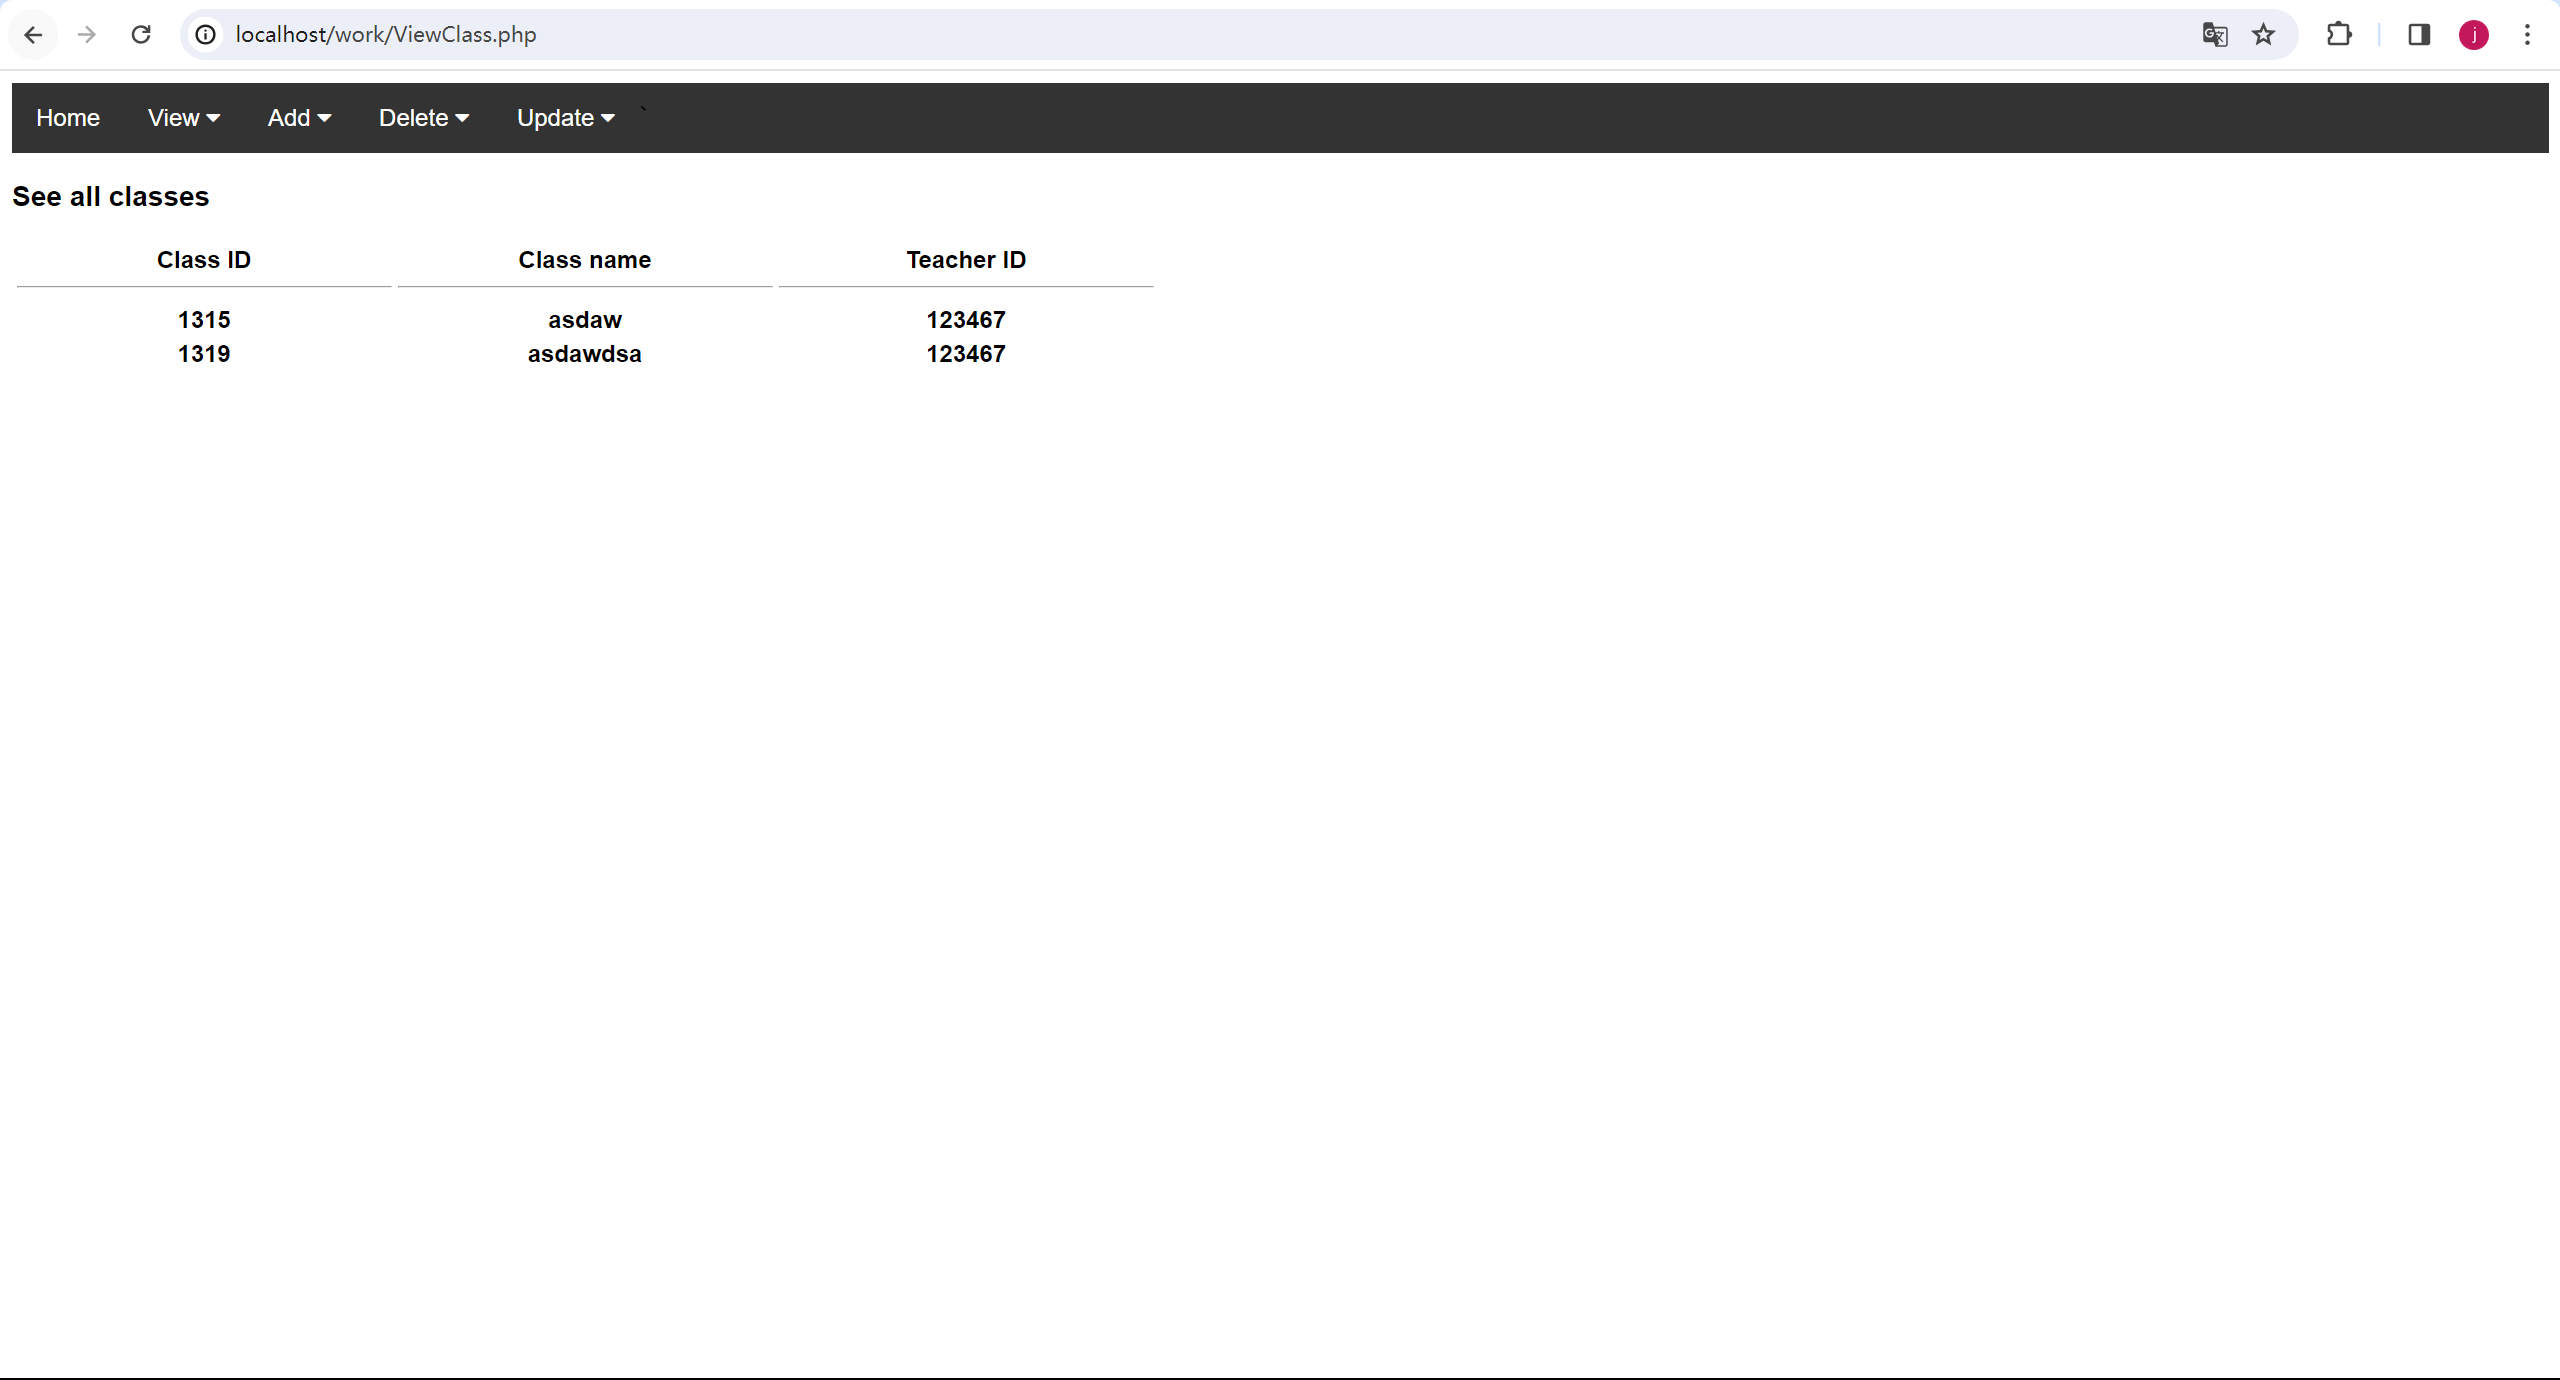 localhost/work/ViewClass.php
j
Home View Add Delete Update `
See all classes
Class ID Class name Teacher ID
1315 asdaw 123467
1319 asdawdsa 123467